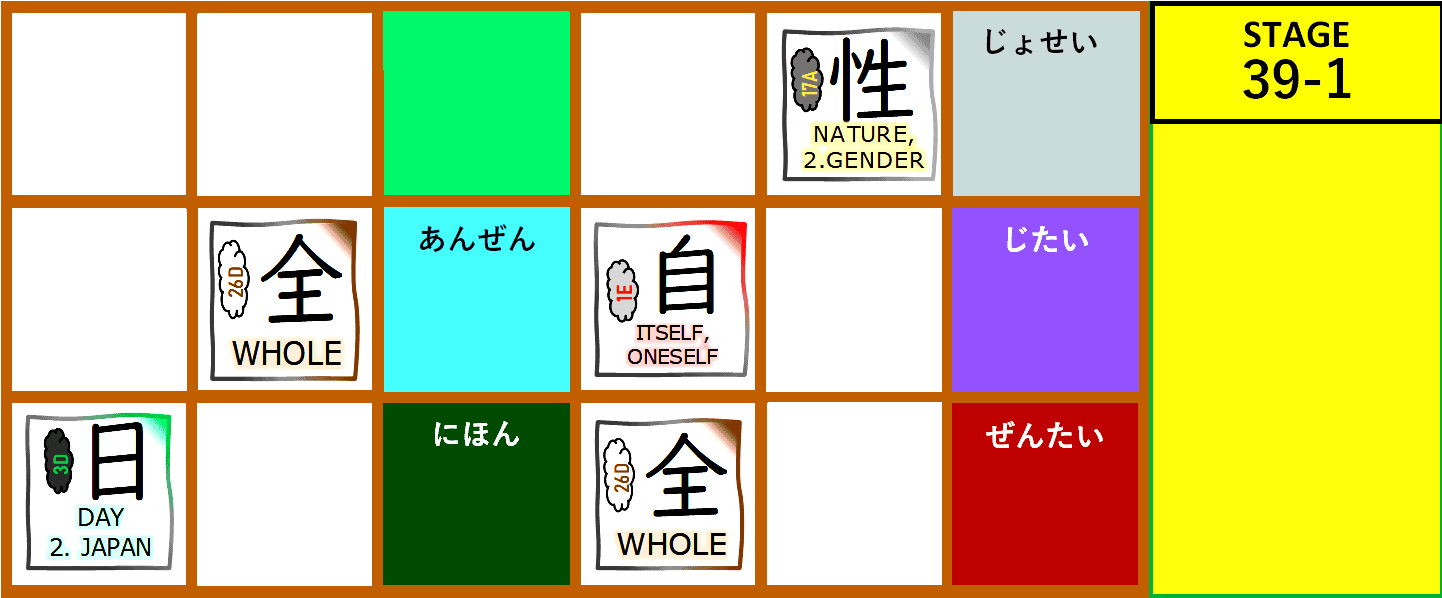 17A
性
NATURE,
2.GENDER
じょせい
STAGE
39-1
26D
全
WHOLE
あんぜん
1E
自
ITSELF,
ONESELF
じたい
3D
日
DAY
2. JAPAN
にほん
26D
全
WHOLE
ぜんたい